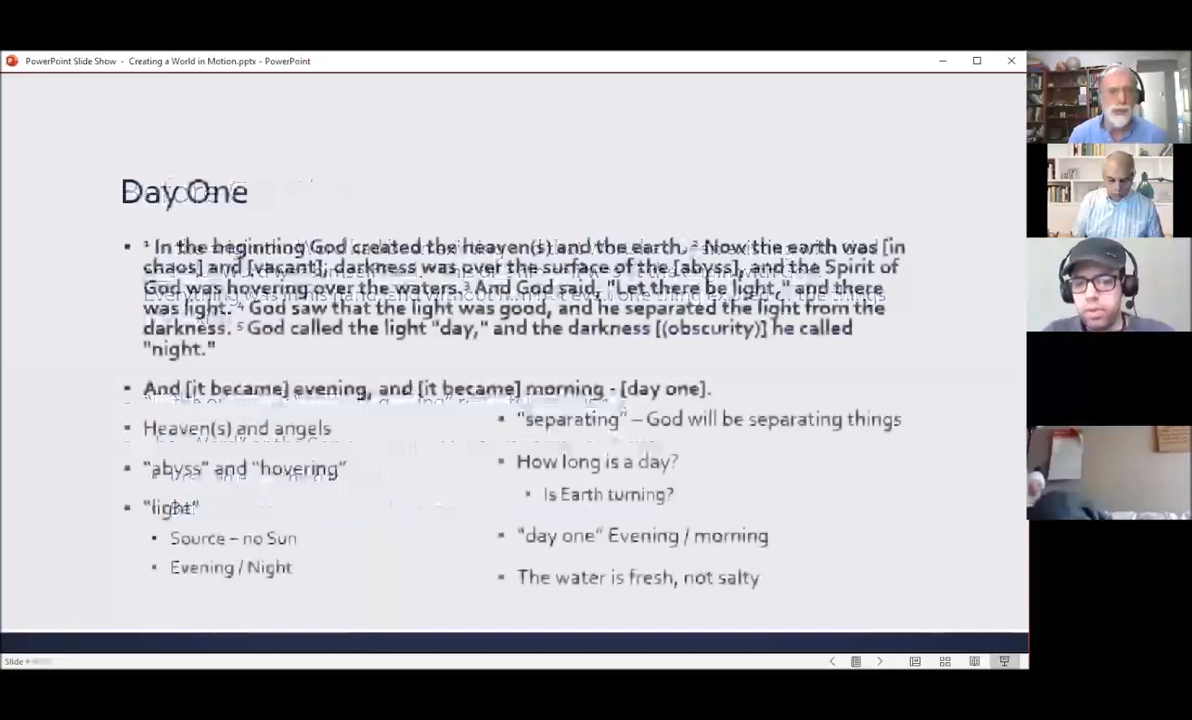 PowerPoint Slide Show - Creating a World in Motion.pptx - PowerPoint
Day One
▪ ¹ In the beginning God created the heaven(s) and the earth. ² Now the earth was [in
chaos] and [vacant]; darkness was over the surface of the [abyss], and the Spirit of
God was hovering over the waters. ³ And God said, "Let there be light," and there
was light. ⁴ God saw that the light was good, and he separated the light from the
darkness. ⁵ God called the light "day," and the darkness [(obscurity)] he called
"night."
▪ And [it became] evening, and [it became] morning - [day one].
▪ Heaven(s) and angels
▪ "abyss" and "hovering"
▪ "light"
▪ Source – no Sun
▪ Evening / Night
▪ "separating" – God will be separating things
▪ How long is a day?
▪ Is Earth turning?
▪ "day one" Evening / morning
▪ The water is fresh, not salty
Slide